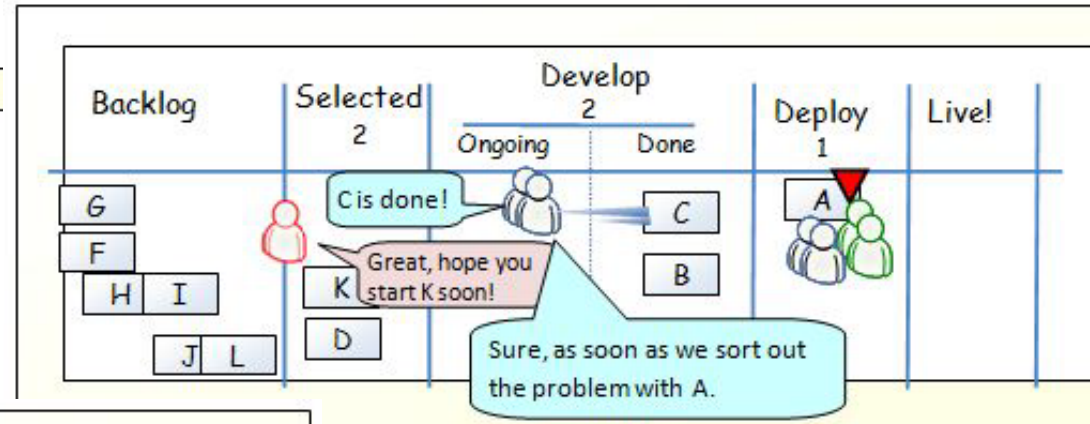 Backlog
Selected
2
Develop
2
Ongoing
Done
Deploy
1
Live!
G
F
H I
J L
C is done!
Great, hope you
start K soon!
K
D
C
B
A
Sure, as soon as we sort out
the problem with A.